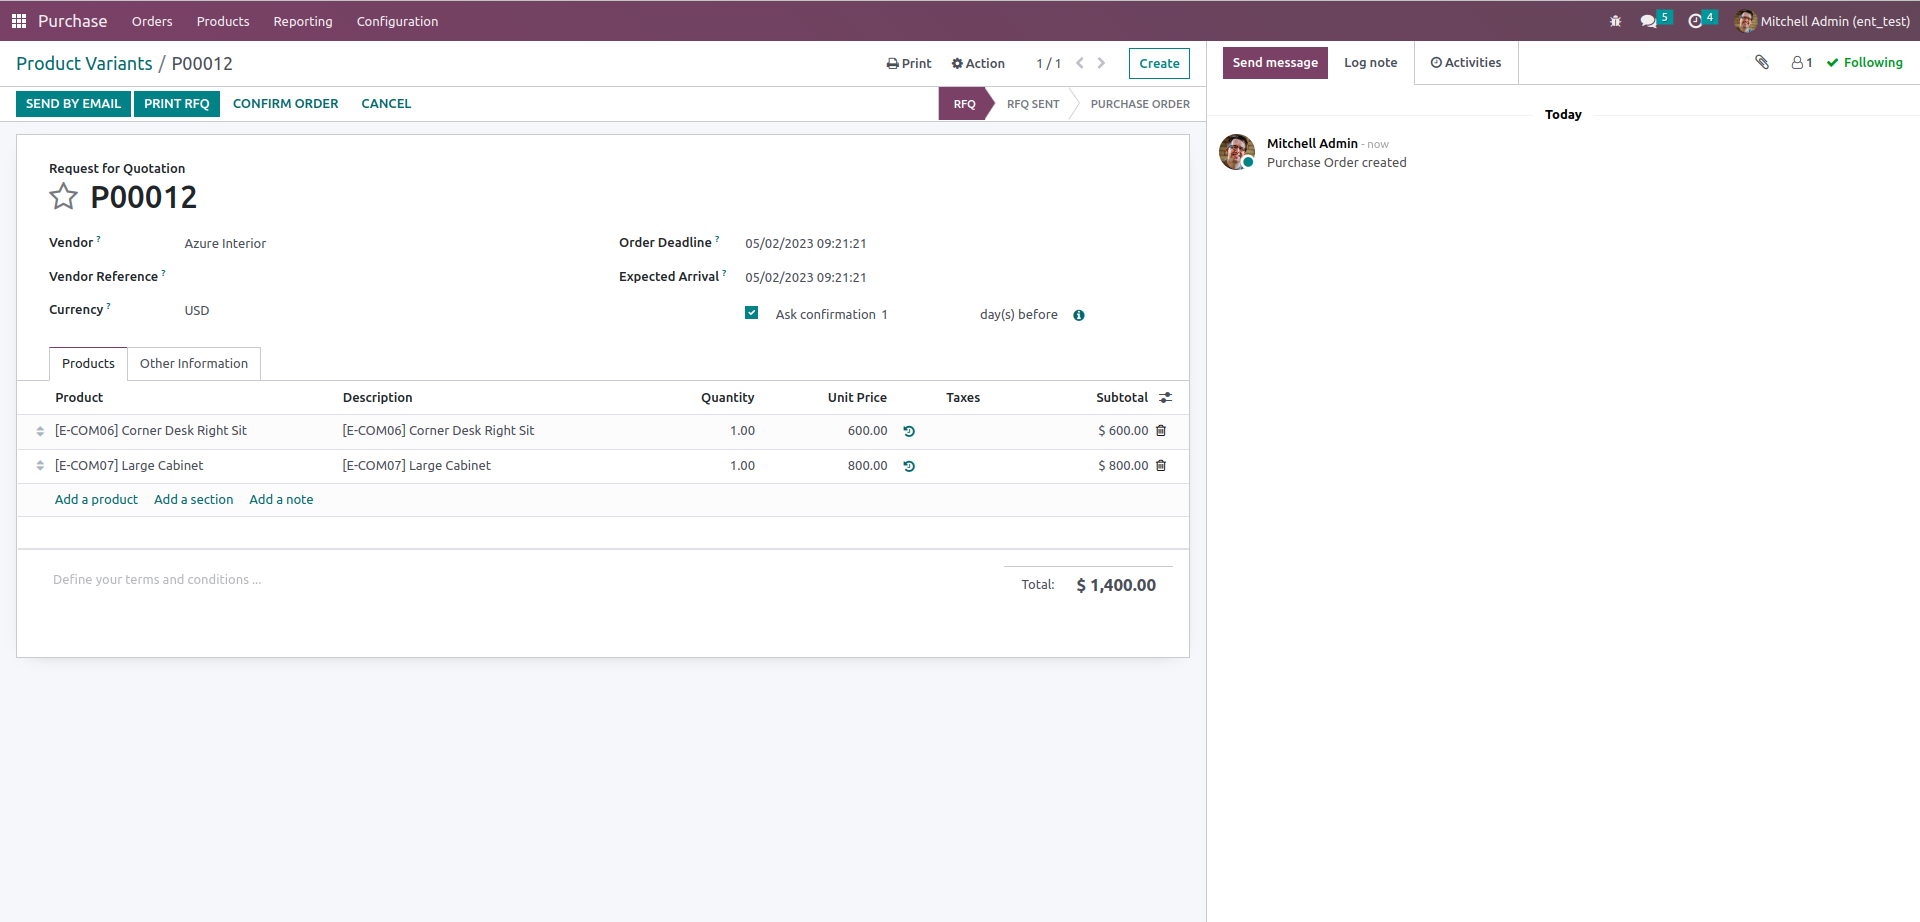 Purchase Orders Products Reporting Configuration 5 4 Mitchell Admin (ent_test)
Product Variants / P00012 Print Action 1 / 1 Create
Send message Log note Activities 1 Following
SEND BY EMAIL PRINT RFQ CONFIRM ORDER CANCEL RFQ RFQ SENT PURCHASE ORDER
Request for Quotation
P00012
Vendor ? Azure Interior
Order Deadline ? 05/02/2023 09:21:21
Vendor Reference ?
Expected Arrival ? 05/02/2023 09:21:21
Currency ? USD
Ask confirmation 1 day(s) before
Products Other Information
Product Description Quantity Unit Price Taxes Subtotal
[E-COM06] Corner Desk Right Sit [E-COM06] Corner Desk Right Sit 1.00 600.00 $ 600.00
[E-COM07] Large Cabinet [E-COM07] Large Cabinet 1.00 800.00 $ 800.00
Add a product Add a section Add a note
Define your terms and conditions ...
Total: $ 1,400.00
Today
Mitchell Admin - now
Purchase Order created